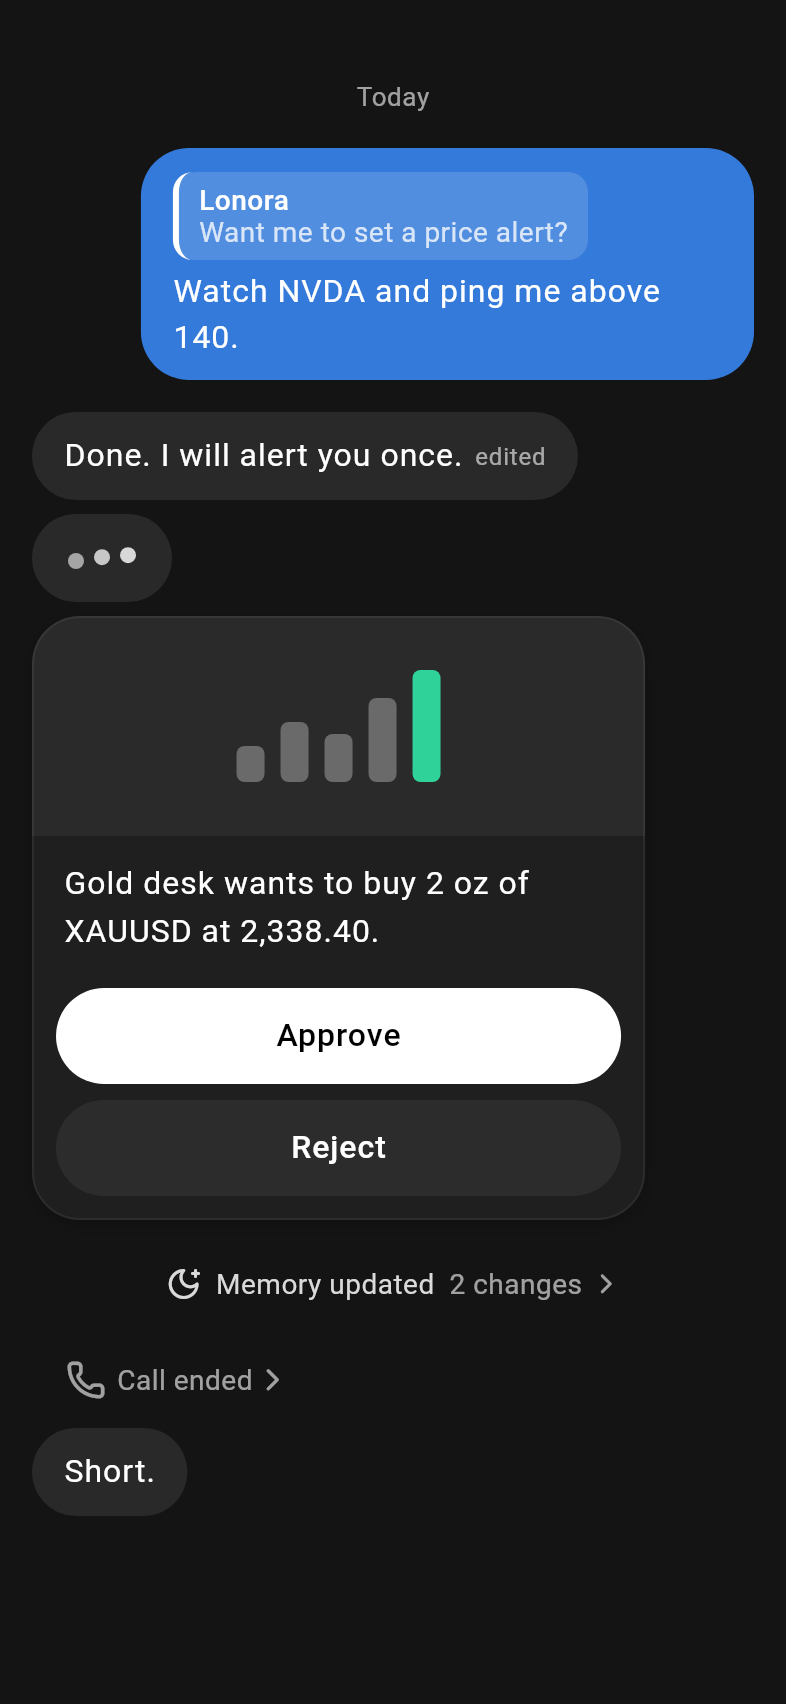 Today
Lonora
Want me to set a price alert?
Watch NVDA and ping me above
140.
Done. I will alert you once. edited
Gold desk wants to buy 2 oz of
XAUUSD at 2,338.40.
Approve
Reject
Memory updated 2 changes
Call ended
Short.